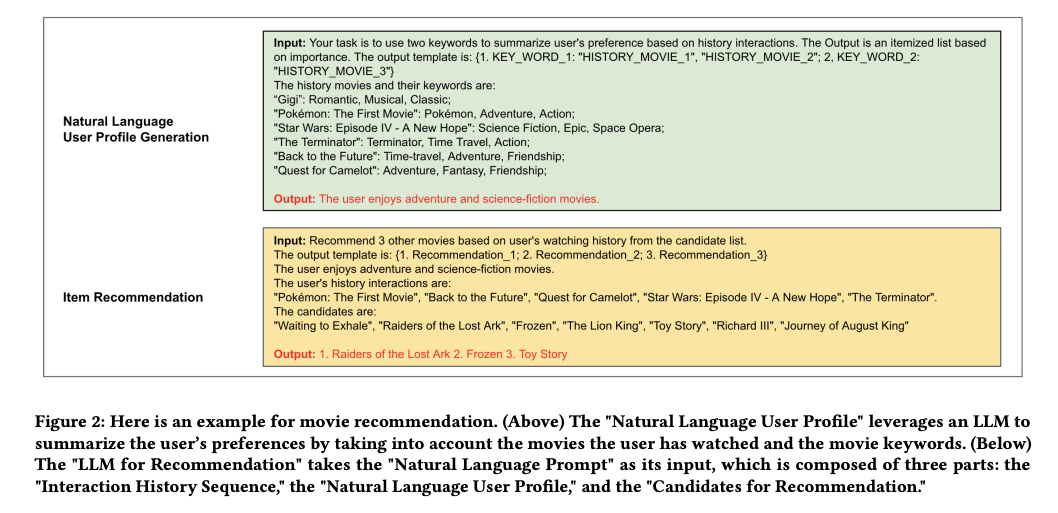 Natural Language
User Profile Generation
Input: Your task is to use two keywords to summarize user's preference based on history interactions. The Output is an itemized list based
on importance. The output template is: {1. KEY_WORD_1: "HISTORY_MOVIE_1", "HISTORY_MOVIE_2"; 2, KEY_WORD_2:
"HISTORY_MOVIE_3"}
The history movies and their keywords are:
“Gigi”: Romantic, Musical, Classic;
"Pokémon: The First Movie": Pokémon, Adventure, Action;
"Star Wars: Episode IV - A New Hope": Science Fiction, Epic, Space Opera;
"The Terminator": Terminator, Time Travel, Action;
"Back to the Future": Time-travel, Adventure, Friendship;
"Quest for Camelot": Adventure, Fantasy, Friendship;
Output: The user enjoys adventure and science-fiction movies.
Item Recommendation
Input: Recommend 3 other movies based on user's watching history from the candidate list.
The output template is: {1. Recommendation_1; 2. Recommendation_2; 3. Recommendation_3}
The user enjoys adventure and science-fiction movies.
The user's history interactions are:
"Pokémon: The First Movie", "Back to the Future", "Quest for Camelot", "Star Wars: Episode IV - A New Hope", "The Terminator".
The candidates are:
"Waiting to Exhale", "Raiders of the Lost Ark", "Frozen", "The Lion King", "Toy Story", "Richard III", "Journey of August King"
Output: 1. Raiders of the Lost Ark 2. Frozen 3. Toy Story
Figure 2: Here is an example for movie recommendation. (Above) The "Natural Language User Profile" leverages an LLM to
summarize the user's preferences by taking into account the movies the user has watched and the movie keywords. (Below)
The "LLM for Recommendation" takes the "Natural Language Prompt" as its input, which is composed of three parts: the
"Interaction History Sequence," the "Natural Language User Profile," and the "Candidates for Recommendation."